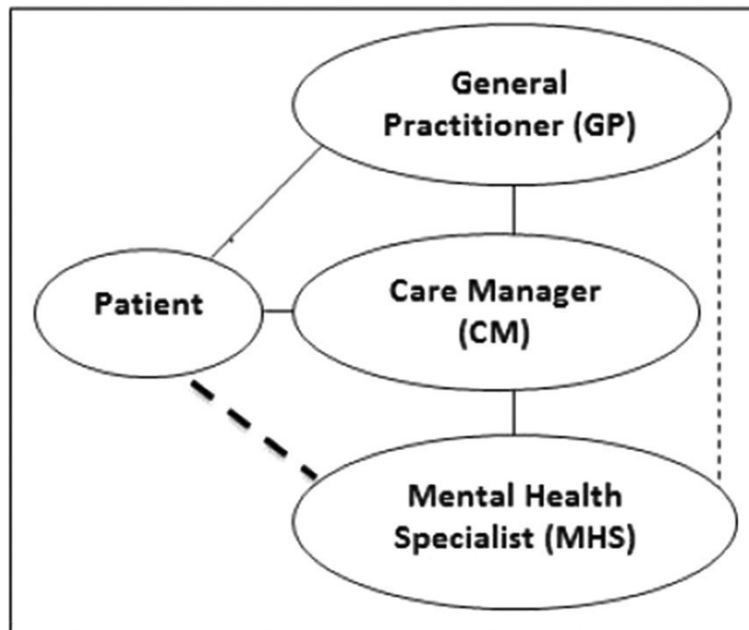 General
Practitioner (GP)
Patient
Care Manager
(CM)
Mental Health
Specialist (MHS)